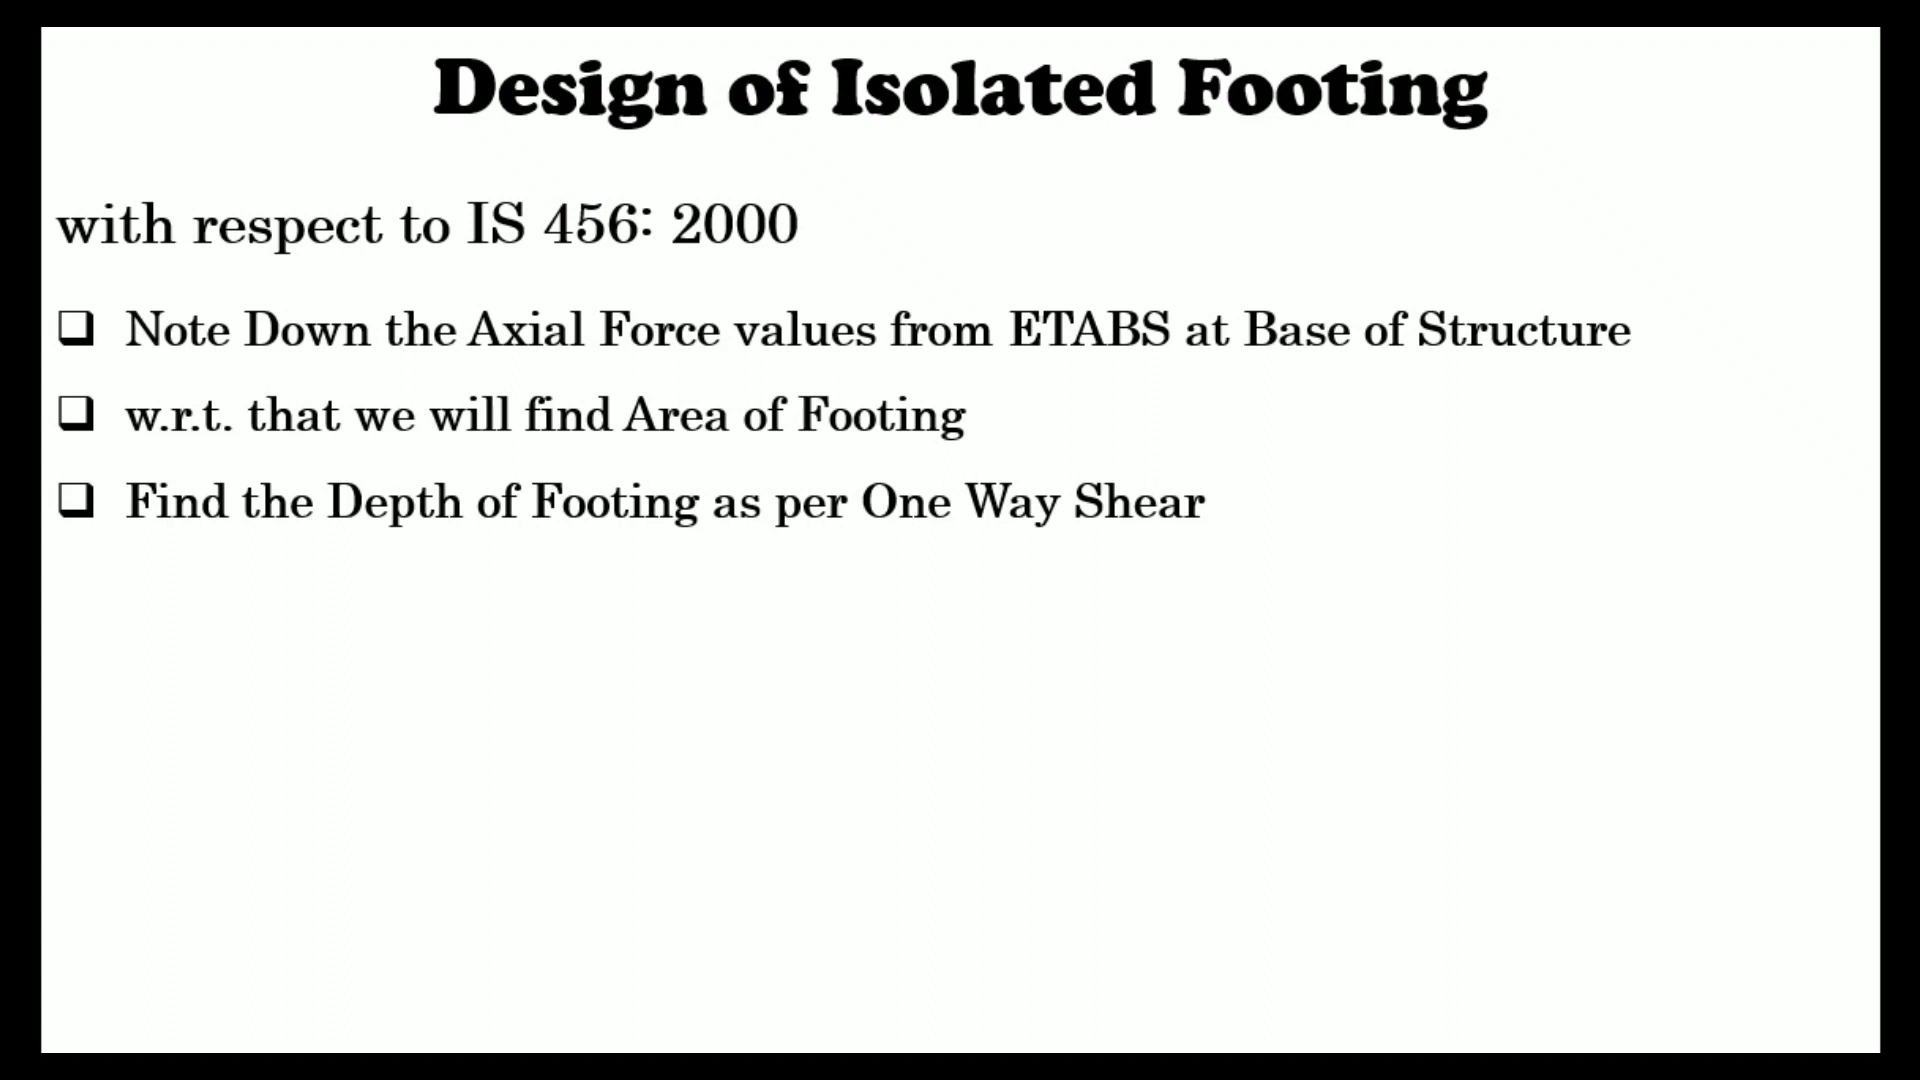 Design of Isolated Footing
with respect to IS 456: 2000
❑ Note Down the Axial Force values from ETABS at Base of Structure
❑ w.r.t. that we will find Area of Footing
❑ Find the Depth of Footing as per One Way Shear